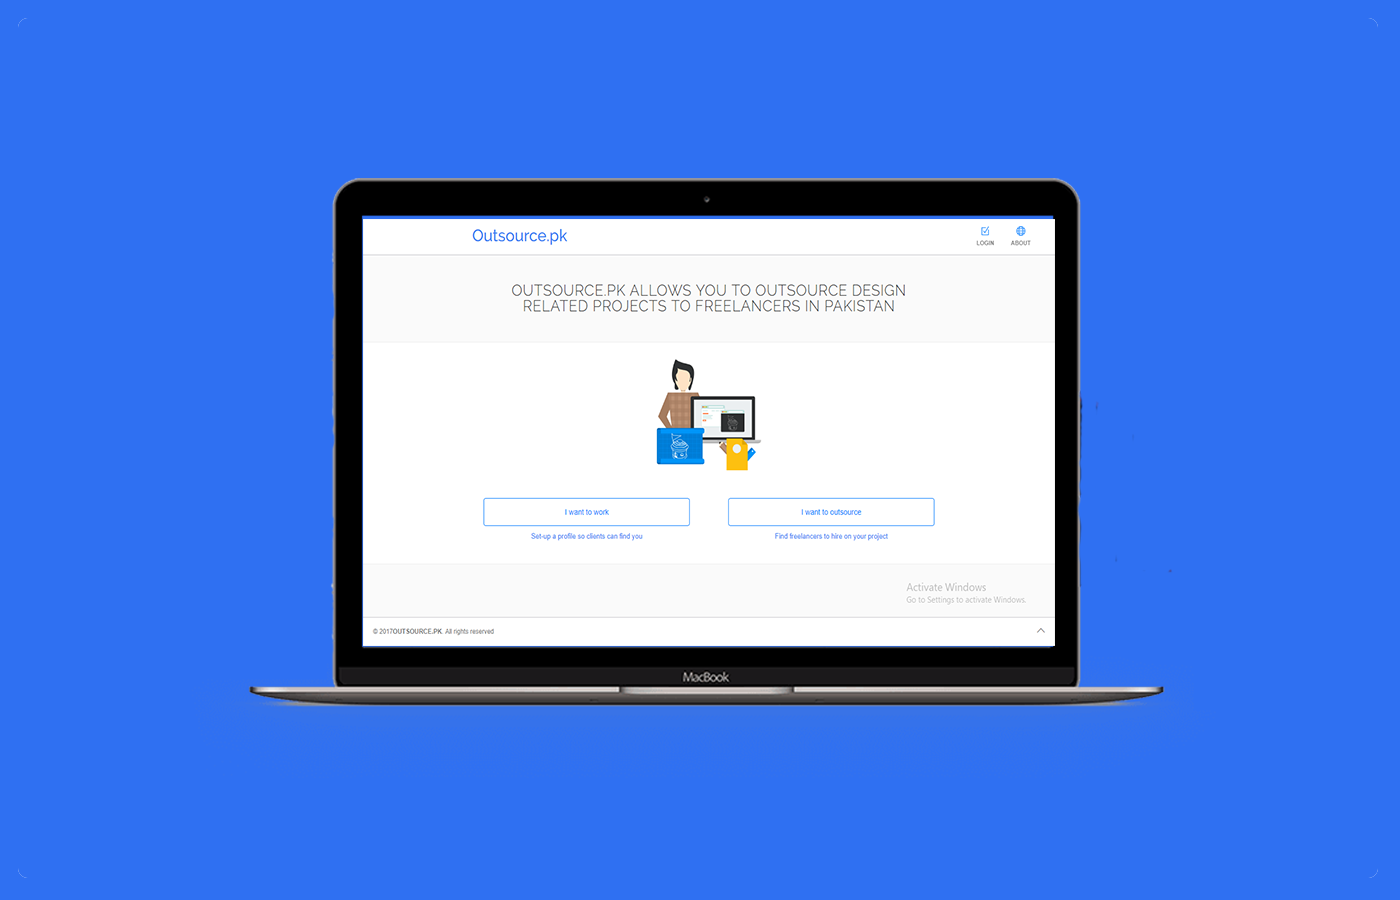 Outsource.pk
LOGIN
ABOUT
OUTSOURCE.PK ALLOWS YOU TO OUTSOURCE DESIGN
RELATED PROJECTS TO FREELANCERS IN PAKISTAN
I want to work
I want to outsource
Set-up a profile so clients can find you
Find freelancers to hire on your project
Activate Windows
Go to Settings to activate Windows.
© 2017OUTSOURCE.PK. All rights reserved.
MacBook